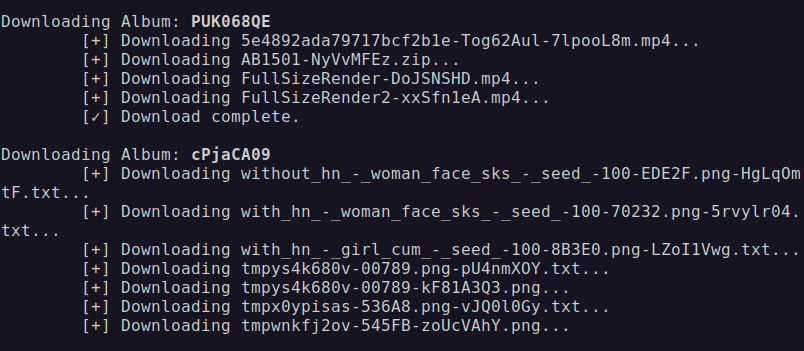 Downloading Album: PUK068QE
[+] Downloading 5e4892ada79717bcf2b1e-Tog62Aul-7lpooL8m.mp4...
[+] Downloading AB1501-NyVvMFEz.zip...
[+] Downloading FullSizeRender-DoJSNSHD.mp4...
[+] Downloading FullSizeRender2-xxSfn1eA.mp4...
[✓] Download complete.
Downloading Album: cPjaCA09
[+] Downloading without_hn_-_woman_face_sks_-_seed_-100-EDE2F.png-HgLqOm
tF.txt...
[+] Downloading with_hn_-_woman_face_sks_-_seed_-100-70232.png-5rvylr04.
txt...
[+] Downloading with_hn_-_girl_cum_-_seed_-100-8B3E0.png-LZoI1Vwg.txt...
[+] Downloading tmpys4k680v-00789.png-pU4nmXOY.txt...
[+] Downloading tmpys4k680v-00789-kF81A3Q3.png...
[+] Downloading tmpx0ypisas-536A8.png-vJQ0l0Gy.txt...
[+] Downloading tmpwnkfj2ov-545FB-zoUcVAhY.png...